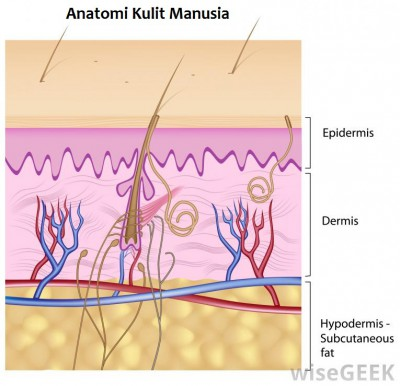 Anatomi Kulit Manusia
Epidermis
Dermis
Hypodermis -
Subcutaneous
fat
wiseGEEK